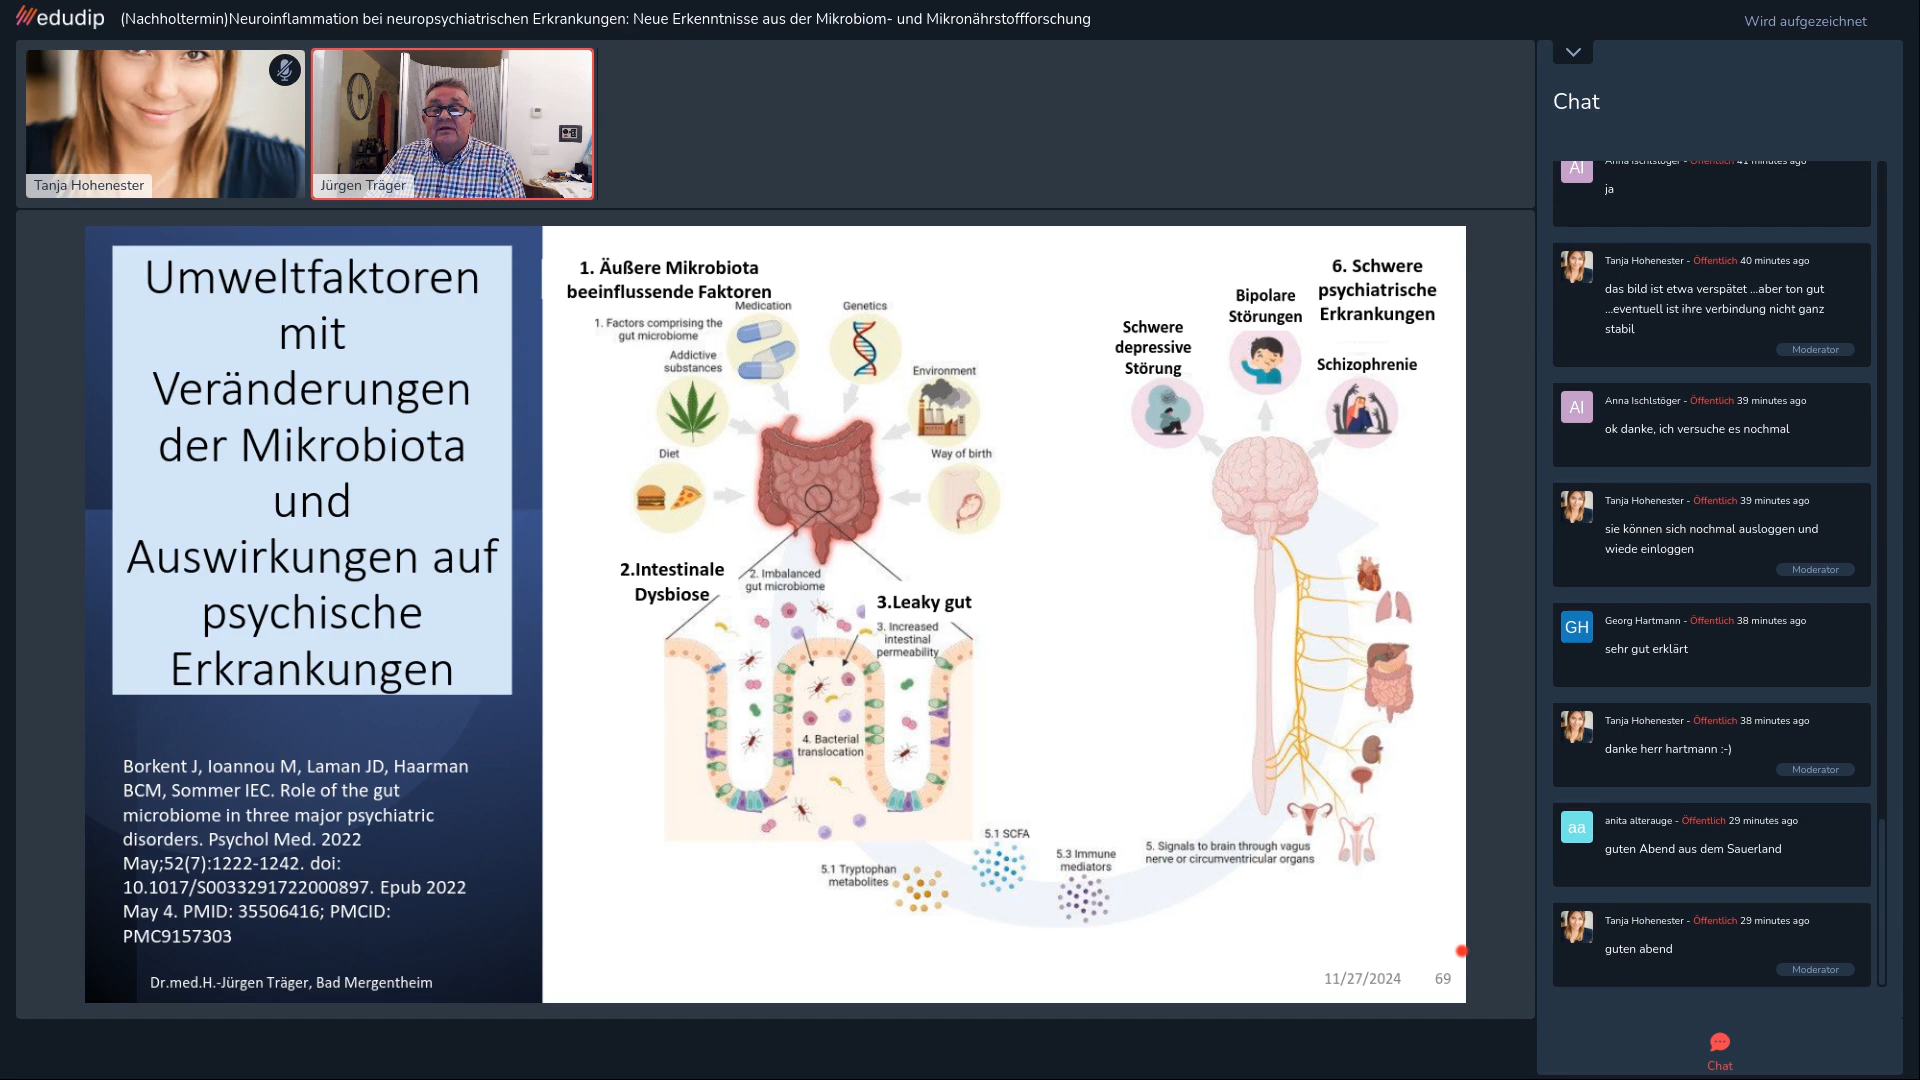 edudip
(Nachholtermin)Neuroinflammation bei neuropsychiatrischen Erkrankungen: Neue Erkenntnisse aus der Mikrobiom- und Mikronährstoffforschung
Wird aufgezeichnet
Tanja Hohenester
Jürgen Träger
Umweltfaktoren
mit
Veränderungen
der Mikrobiota
und
Auswirkungen auf
psychische
Erkrankungen
Borkent J, Ioannou M, Laman JD, Haarman
BCM, Sommer IEC. Role of the gut
microbiome in three major psychiatric
disorders. Psychol Med. 2022
May;52(7):1222-1242. doi:
10.1017/S0033291722000897. Epub 2022
May 4. PMID: 35506416; PMCID:
PMC9157303
Dr.med.H.-Jürgen Träger, Bad Mergentheim
1. Äußere Mikrobiota
beeinflussende Faktoren
Medication
Genetics
1. Factors comprising the
gut microbiome
Addictive
substances
Environment
Diet
Way of birth
2.Intestinale
Dysbiose
2. Imbalanced
gut microbiome
3.Leaky gut
3. Increased
intestinal
permeability
4. Bacterial
translocation
5.1 Tryptophan
metabolites
5.1 SCFA
5.3 Immune
mediators
5. Signals to brain through vagus
nerve or circumventricular organs
6. Schwere
psychiatrische
Erkrankungen
Bipolare
Störungen
Schwere
depressive
Störung
Schizophrenie
11/27/2024
69
Chat
AI
Anna Ischlstöger - Öffentlich 41 minutes ago
ja
Tanja Hohenester - Öffentlich 40 minutes ago
das bild ist etwa verspätet ...aber ton gut
...eventuell ist ihre verbindung nicht ganz
stabil
Moderator
AI
Anna Ischlstöger - Öffentlich 39 minutes ago
ok danke, ich versuche es nochmal
Tanja Hohenester - Öffentlich 39 minutes ago
sie können sich nochmal ausloggen und
wiede einloggen
Moderator
GH
Georg Hartmann - Öffentlich 38 minutes ago
sehr gut erklärt
Tanja Hohenester - Öffentlich 38 minutes ago
danke herr hartmann :-)
Moderator
aa
anita alterauge - Öffentlich 29 minutes ago
guten Abend aus dem Sauerland
Tanja Hohenester - Öffentlich 29 minutes ago
guten abend
Moderator
Chat